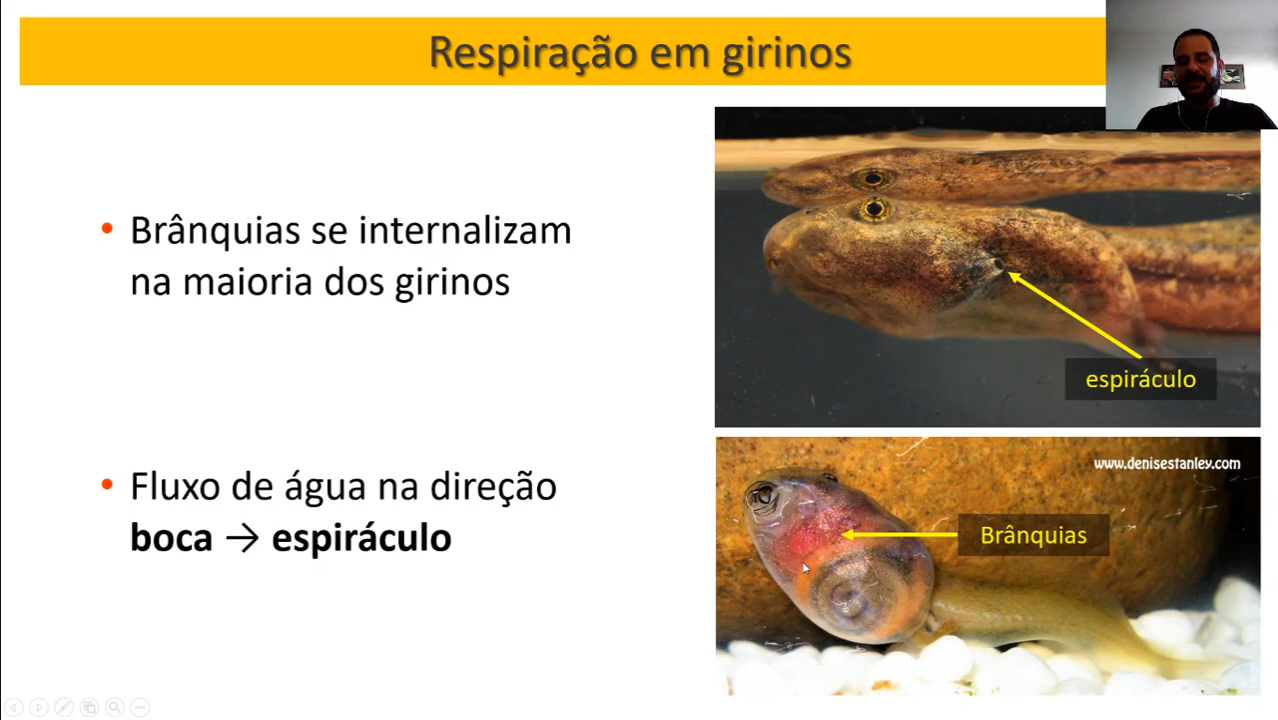 Respiração em girinos
Brânquias se internalizam
na maioria dos girinos
espiráculo
www.denisestanley.com
Fluxo de água na direção
boca → espiráculo
Brânquias